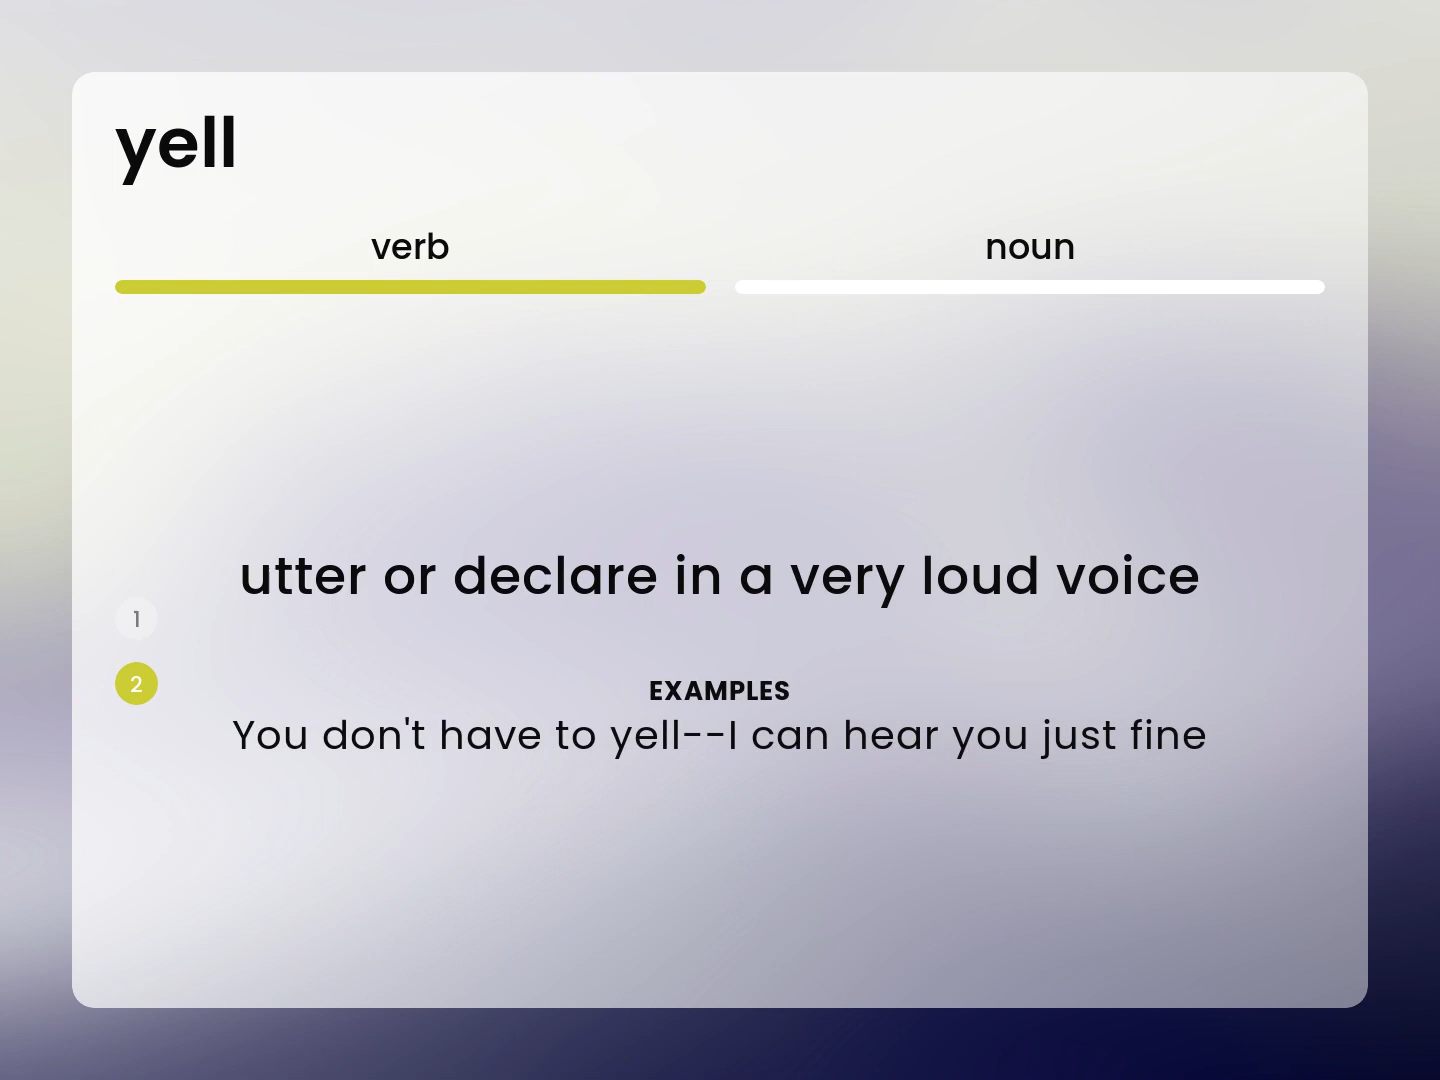 yell
verb
noun
utter or declare in a very loud voice
1
2
EXAMPLES
You don't have to yell--I can hear you just fine